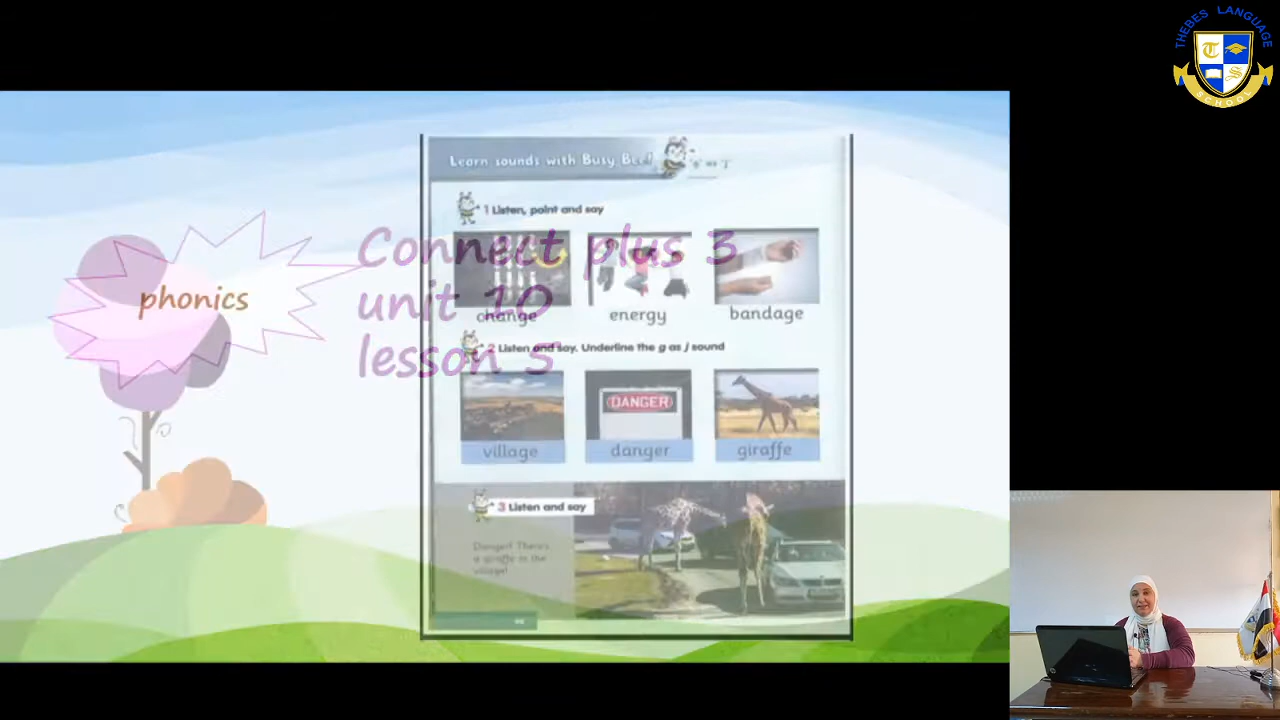 THEBES LANGUAGE
SCHOOL
Learn sounds with Busy Bee!
1 Listen, point and say
phonics
Connect plus 3
unit 10
lesson 5
change
energy
bandage
2 Listen and say. Underline the g as j sound
DANGER
village
danger
giraffe
3 Listen and say
Danger! There's
a giraffe in the
village!